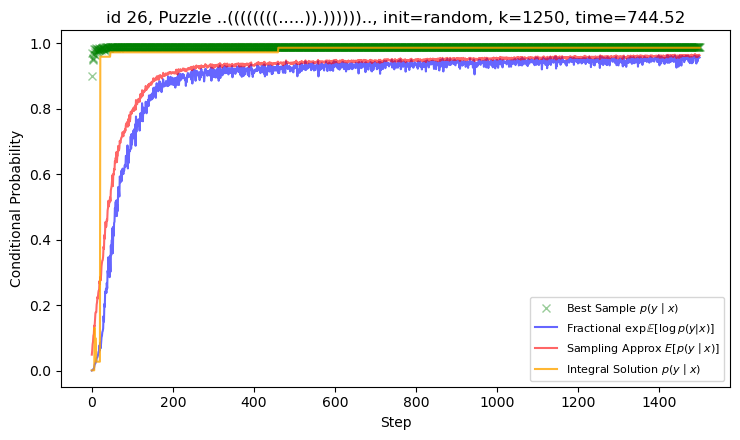 id 26, Puzzle ..((((((((.....)).)))))).., init=random, k=1250, time=744.52
Conditional Probability
1.0
0.8
0.6
0.4
0.2
0.0
Best Sample p(y | x)
Fractional exp𝔼[log p(y|x)]
Sampling Approx E[p(y | x)]
Integral Solution p(y | x)
0 200 400 600 800 1000 1200 1400
Step